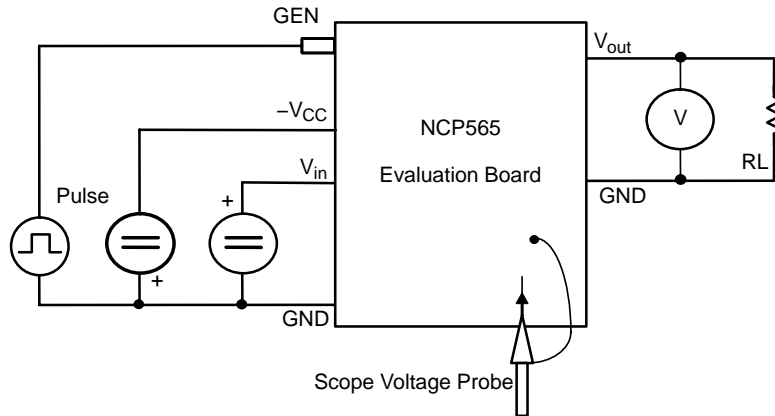 GEN
Vout
−VCC
NCP565
V
Vin
Evaluation Board
RL
Pulse
+
GND
+
GND
Scope Voltage Probe